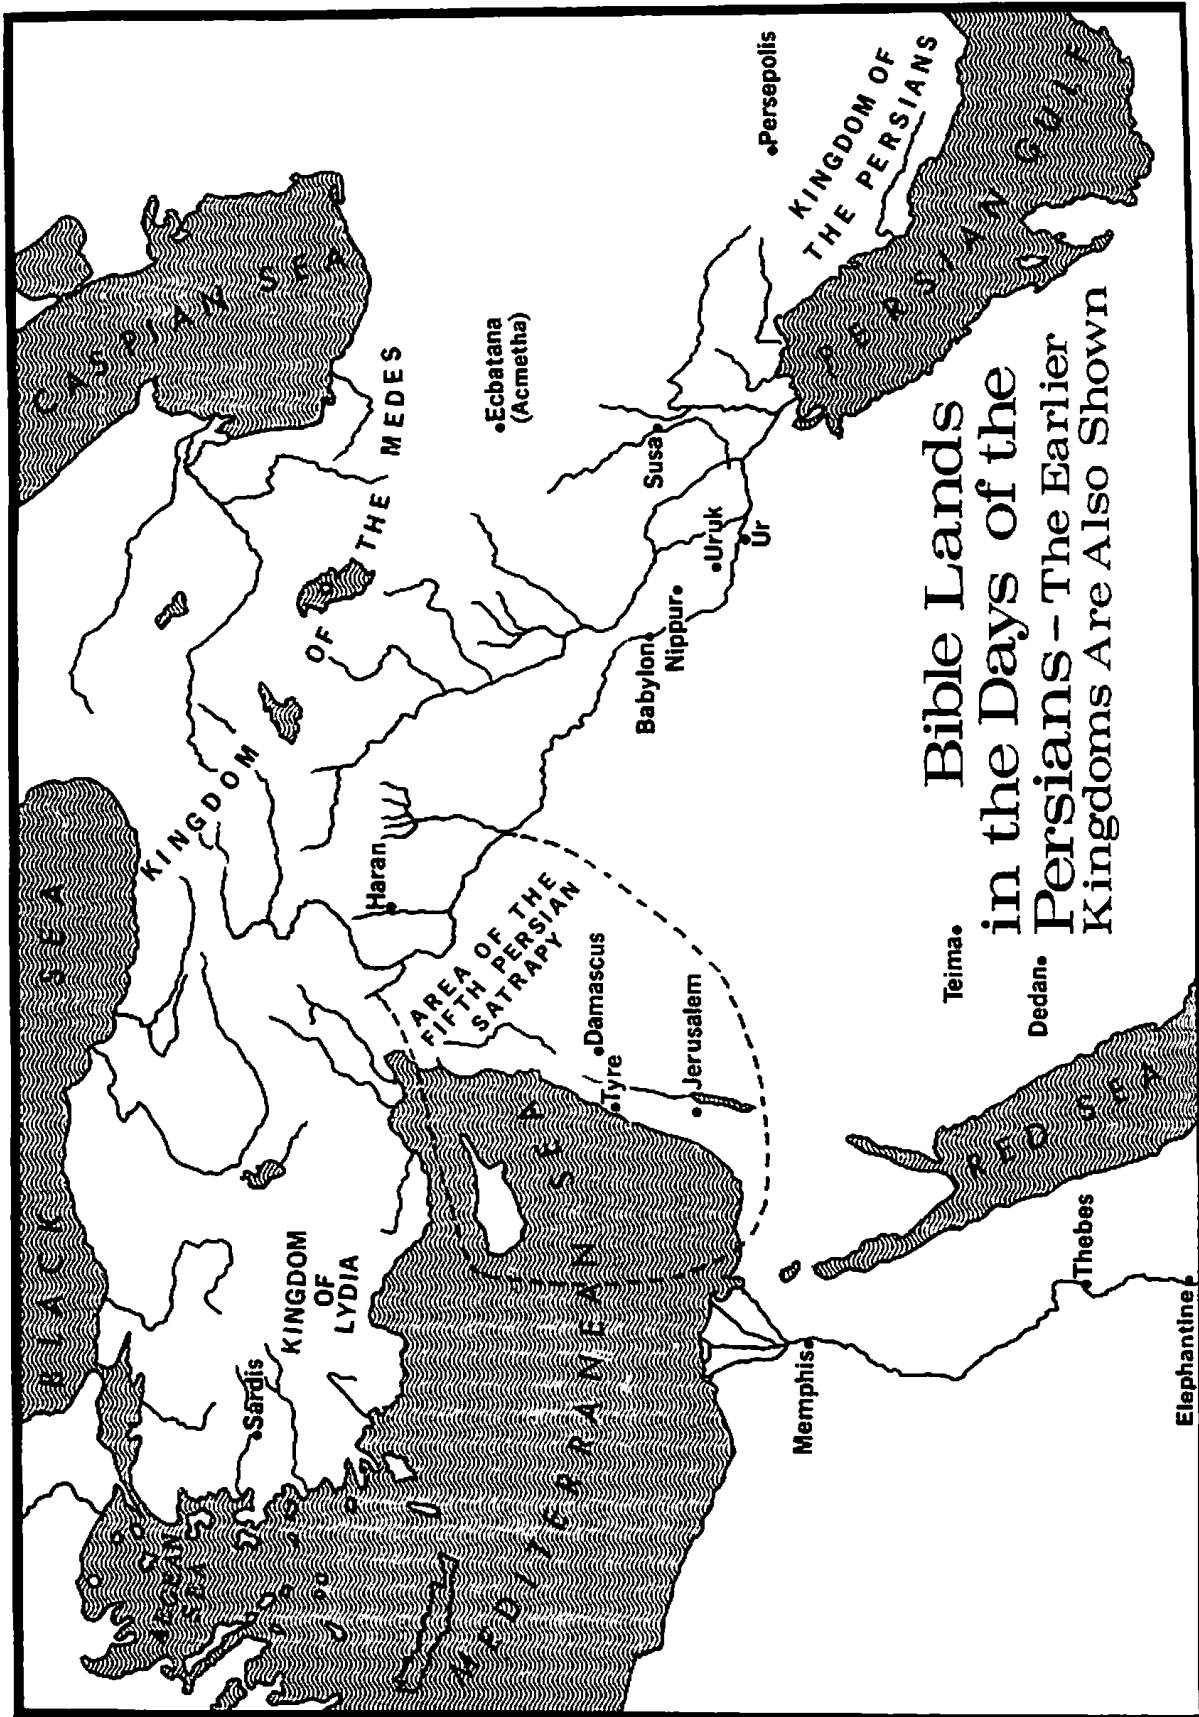 Bible Lands
in the Days of the
Persians – The Earlier
Kingdoms Are Also Shown
BLACK SEA
CASPIAN SEA
AEGEAN
SEA
MEDITERRANEAN SEA
RED SEA
PERSIAN GULF
KINGDOM OF THE MEDES
KINGDOM
OF
LYDIA
KINGDOM OF
THE PERSIANS
AREA OF THE
FIFTH PERSIAN
SATRAPY
Sardis
Haran
Ecbatana
(Acmetha)
Damascus
Tyre
Jerusalem
Babylon
Nippur
Susa
Uruk
Ur
Persepolis
Memphis
Teima
Dedan
Thebes
Elephantine